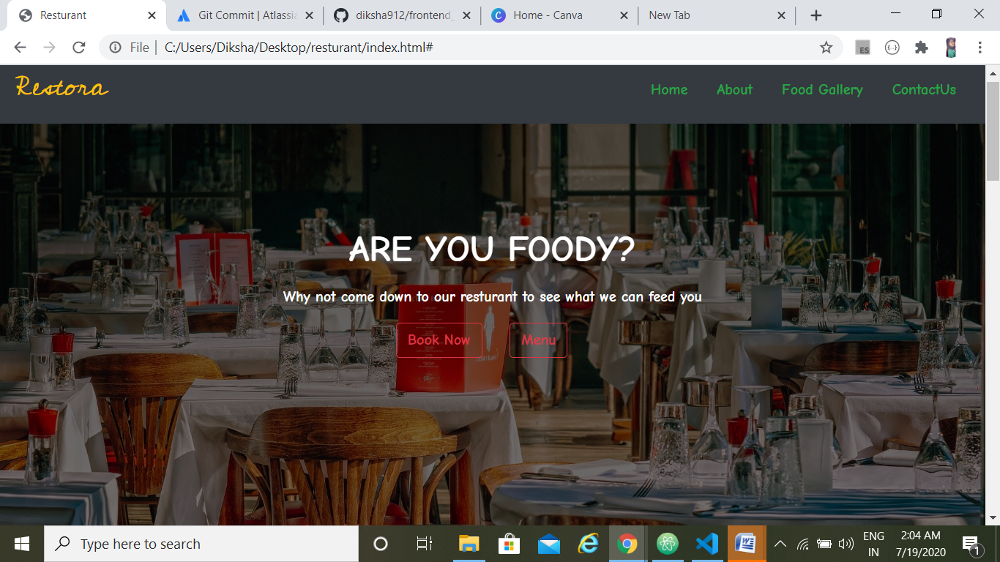 Resturant
Git Commit | Atlassia
diksha912/frontend_
Home - Canva
New Tab
File | C:/Users/Diksha/Desktop/resturant/index.html#
ES
Restora
Home
About
Food Gallery
ContactUs
ARE YOU FOODY?
Why not come down to our resturant to see what we can feed you
Book Now
Menu
Type here to search
ENG
IN
2:04 AM
7/19/2020
1